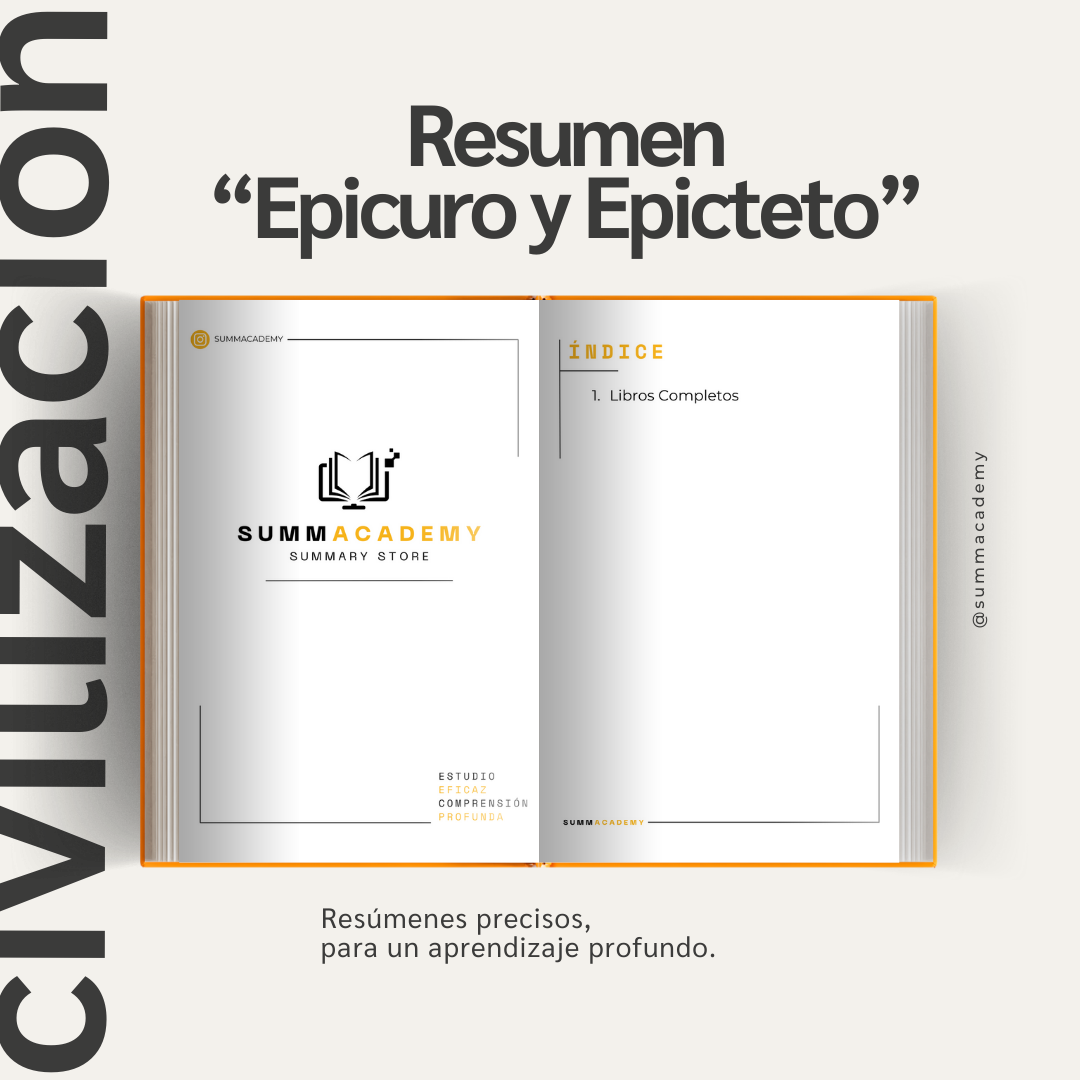 civilización
Resumen
“Epicuro y Epicteto”
SUMMACADEMY
SUMMACADEMY
SUMMARY STORE
ESTUDIO
EFICAZ
COMPRENSIÓN
PROFUNDA
ÍNDICE
1. Libros Completos
SUMMACADEMY
@summacademy
Resúmenes precisos,
para un aprendizaje profundo.